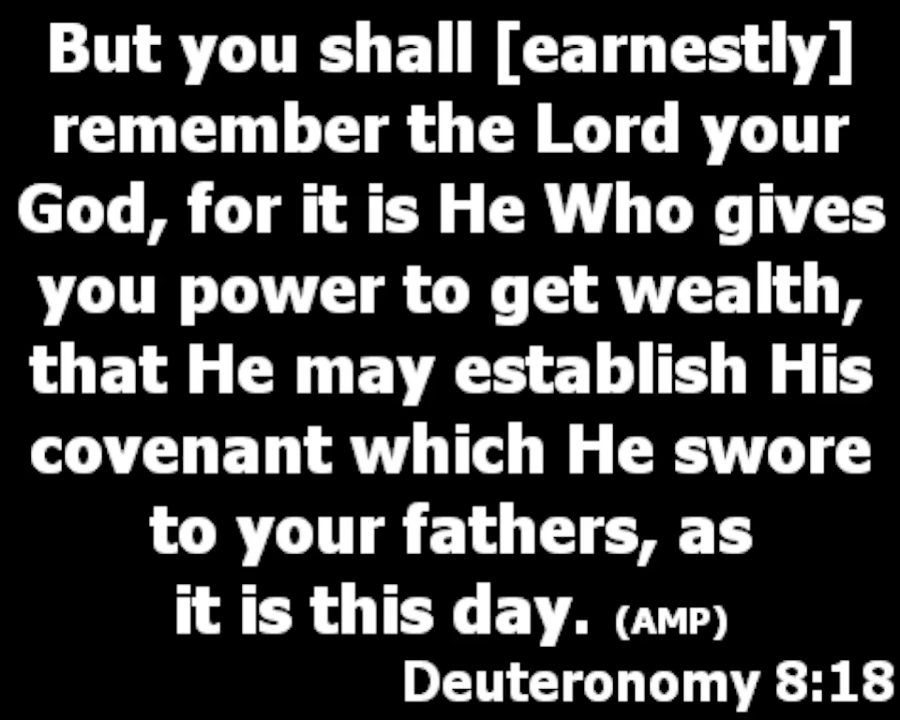 But you shall [earnestly]
remember the Lord your
God, for it is He Who gives
you power to get wealth,
that He may establish His
covenant which He swore
to your fathers, as
it is this day. (AMP)
Deuteronomy 8:18